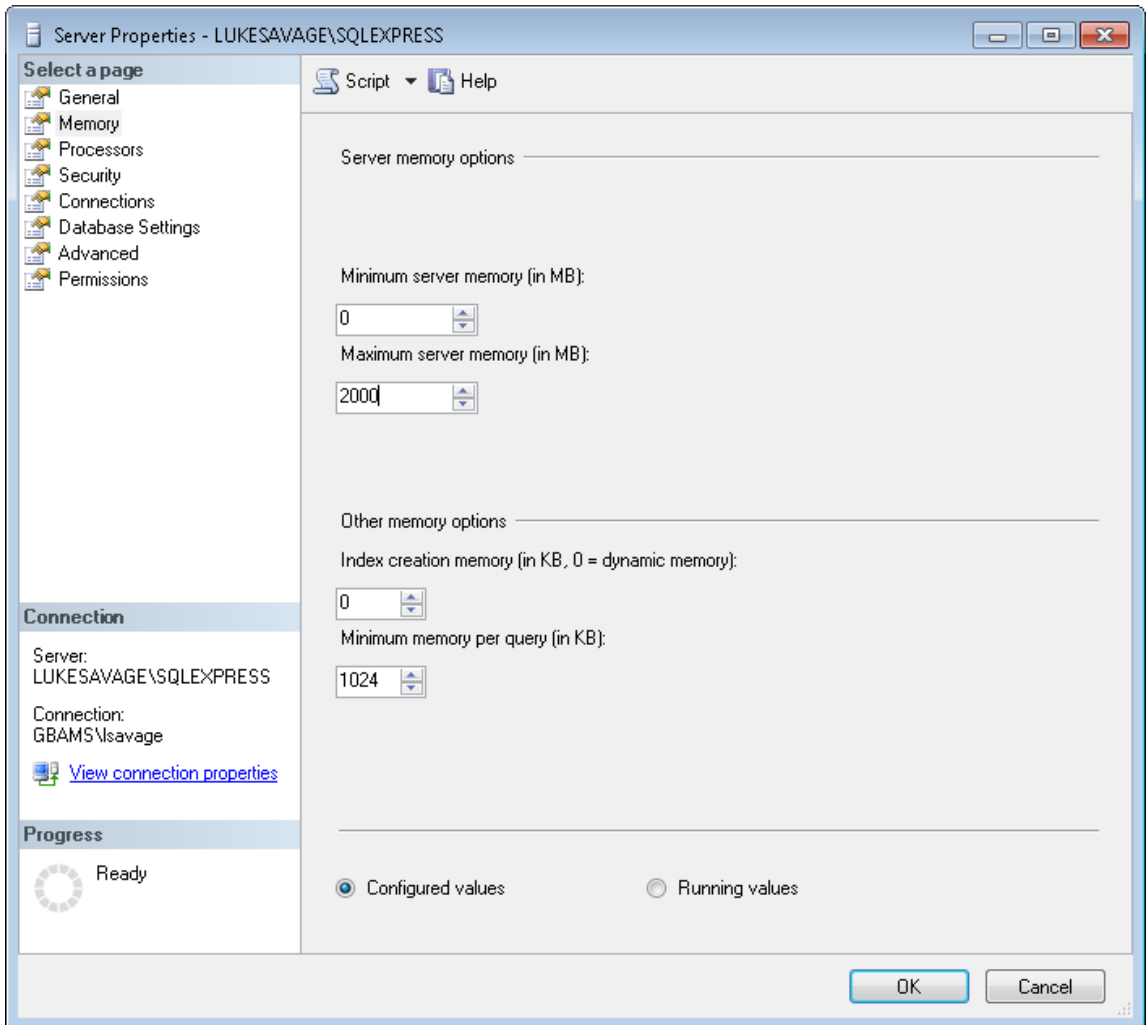 Server Properties - LUKESAVAGE\SQLEXPRESS
Select a page
General
Memory
Processors
Security
Connections
Database Settings
Advanced
Permissions
Connection
Server:
LUKESAVAGE\SQLEXPRESS
Connection:
GBAMS\lsavage
View connection properties
Progress
Ready
Script
Help
Server memory options
Minimum server memory (in MB):
0
Maximum server memory (in MB):
2000
Other memory options
Index creation memory (in KB, 0 = dynamic memory):
0
Minimum memory per query (in KB):
1024
Configured values
Running values
OK
Cancel